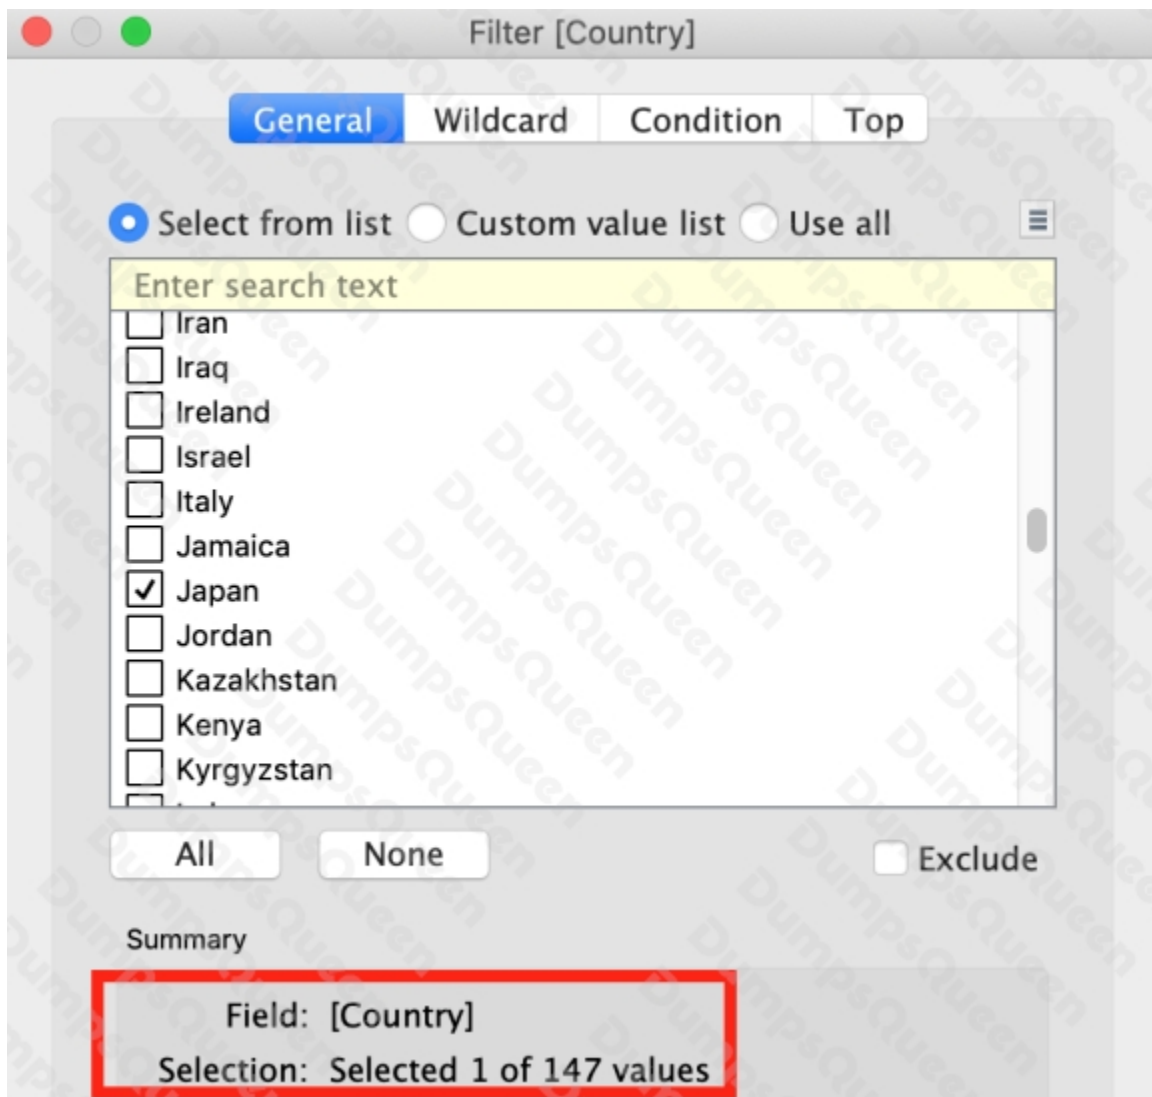 Filter [Country]
General Wildcard Condition Top
Select from list Custom value list Use all
Enter search text
Iran
Iraq
Ireland
Israel
Italy
Jamaica
Japan
Jordan
Kazakhstan
Kenya
Kyrgyzstan
All None Exclude
Summary
Field: [Country]
Selection: Selected 1 of 147 values
DumpsQueen